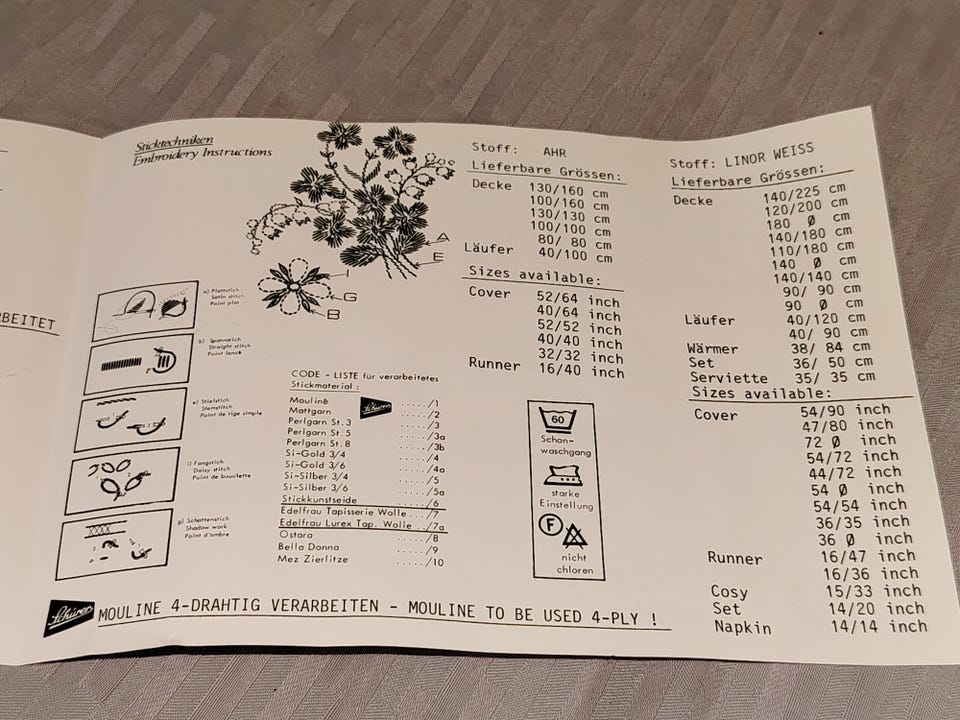 RBEITET
Sticktechniken
Embroidery Instructions
A
E
I
G
B
a) Plattstich
Satin stitch
Point plat
b) Spannstich
Straight stitch
Point lancé
e) Stielstich
Stemstitch
Point de tige simple
i) Fangstich
Daisy stitch
Point de bouclette
g) Schattenstich
Shadow work
Point d'ombre
CODE - LISTE für verarbeitetes
Stickmaterial :
Schürer
Mouliné ...../1
Mattgarn ...../2
Perlgarn St. 3 ...../3
Perlgarn St. 5 ...../3a
Perlgarn St. 8 ...../3b
Si-Gold 3/4 ...../4
Si-Gold 3/6 ...../4a
Si-Silber 3/4 ...../5
Si-Silber 3/6 ...../5a
Stickkunstseide ...../6
Edelfrau Tapisserie Wolle ../7
Edelfrau Lurex Tap. Wolle ../7a
Ostara ...../8
Bella Donna ...../9
Mez Zierlitze ...../10
Stoff: AHR
Lieferbare Grössen:
Decke 130/160 cm
100/160 cm
130/130 cm
100/100 cm
80/ 80 cm
Läufer 40/100 cm
Sizes available:
Cover 52/64 inch
40/64 inch
52/52 inch
40/40 inch
32/32 inch
Runner 16/40 inch
60
Schon-
waschgang
starke
Einstellung
P
nicht
chloren
Stoff: LINOR WEISS
Lieferbare Grössen:
Decke 140/225 cm
120/200 cm
180 Ø cm
140/180 cm
110/180 cm
140 Ø cm
140/140 cm
90/ 90 cm
90 Ø cm
Läufer 40/120 cm
40/ 90 cm
Wärmer 38/ 84 cm
Set 36/ 50 cm
Serviette 35/ 35 cm
Sizes available:
Cover 54/90 inch
47/80 inch
72 Ø inch
54/72 inch
44/72 inch
54 Ø inch
54/54 inch
36/35 inch
36 Ø inch
Runner 16/47 inch
16/36 inch
Cosy 15/33 inch
Set 14/20 inch
Napkin 14/14 inch
Schürer MOULINE 4-DRAHTIG VERARBEITEN - MOULINE TO BE USED 4-PLY !